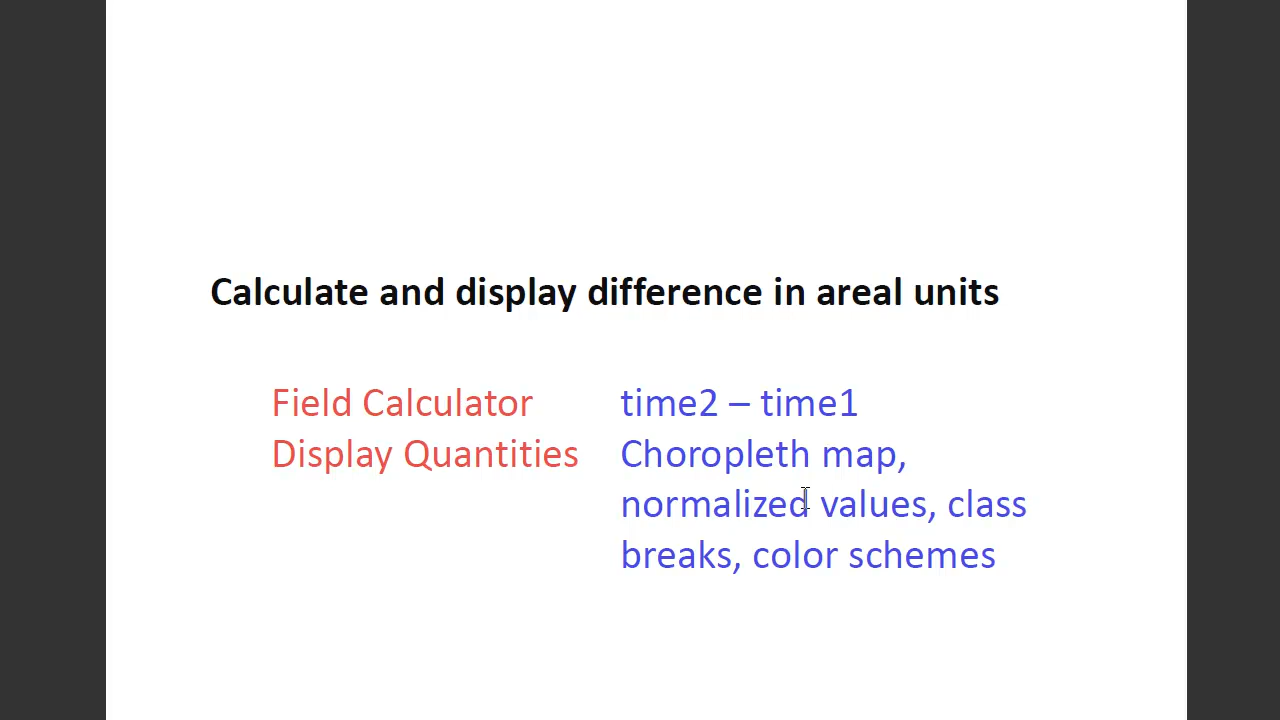 Calculate and display difference in areal units
Field Calculator time2 – time1
Display Quantities Choropleth map,
normalized values, class
breaks, color schemes